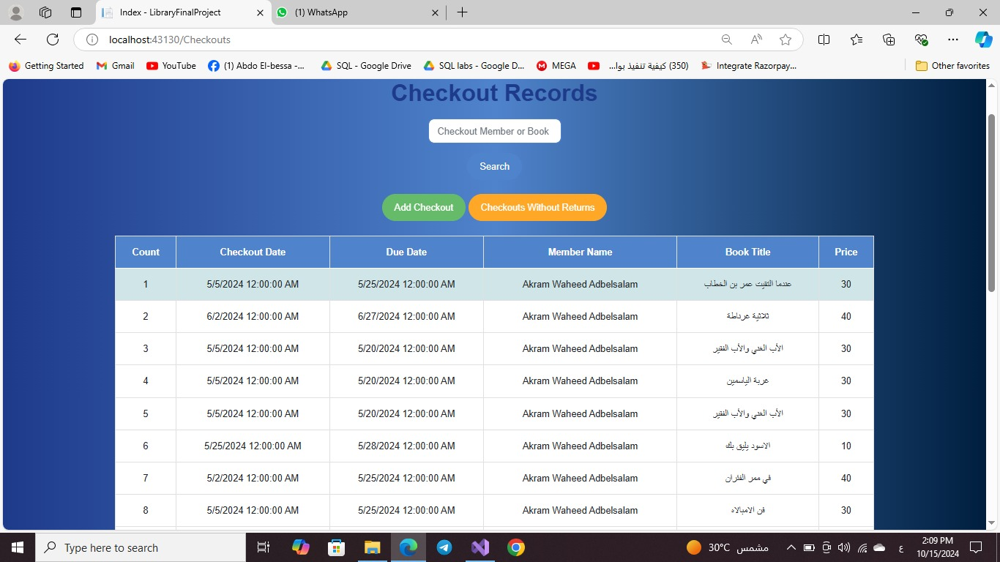 Index - LibraryFinalProject
(1) WhatsApp
localhost:43130/Checkouts
Getting Started
Gmail
YouTube
(1) Abdo El-bessa -...
SQL - Google Drive
SQL labs - Google D...
MEGA
(350) كيفية تنفيذ بوا...
Integrate Razorpay...
Other favorites
Checkout Records
Checkout Member or Book
Search
Add Checkout Checkouts Without Returns
Count Checkout Date Due Date Member Name Book Title Price
1 5/5/2024 12:00:00 AM 5/25/2024 12:00:00 AM Akram Waheed Adbelsalam عندما التقيت عمر بن الخطاب 30
2 6/2/2024 12:00:00 AM 6/27/2024 12:00:00 AM Akram Waheed Adbelsalam ثلاثية غرناطة 40
3 5/5/2024 12:00:00 AM 5/20/2024 12:00:00 AM Akram Waheed Adbelsalam الأب الغني والأب الفقير 30
4 5/5/2024 12:00:00 AM 5/20/2024 12:00:00 AM Akram Waheed Adbelsalam غربة الياسمين 30
5 5/5/2024 12:00:00 AM 5/20/2024 12:00:00 AM Akram Waheed Adbelsalam الأب الغني والأب الفقير 30
6 5/25/2024 12:00:00 AM 5/28/2024 12:00:00 AM Akram Waheed Adbelsalam الاسود يليق بك 10
7 5/2/2024 12:00:00 AM 5/25/2024 12:00:00 AM Akram Waheed Adbelsalam في ممر الفئران 40
8 5/5/2024 12:00:00 AM 5/25/2024 12:00:00 AM Akram Waheed Adbelsalam فن الامبالاه 30
Type here to search
30°C مشمس
ع
2:09 PM
10/15/2024